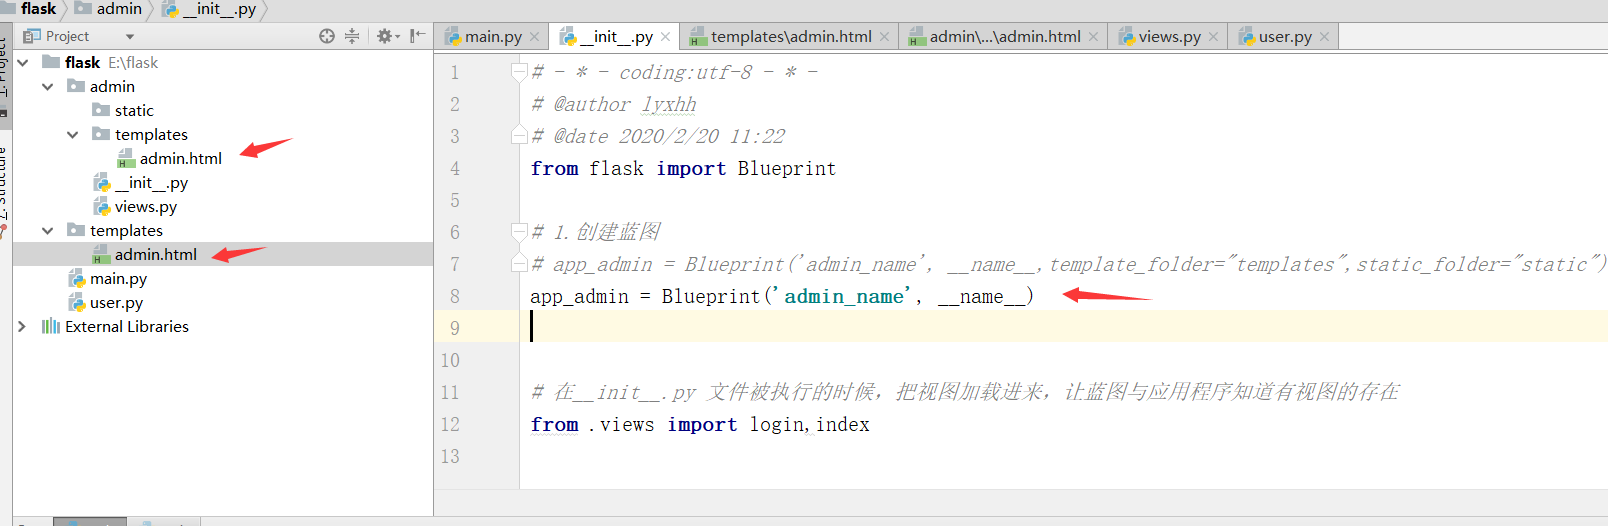 flask admin __init__.py
Project
main.py __init__.py templates\admin.html admin\...\admin.html views.py user.py
1: Project
7: Structure
flask E:\flask
admin
static
templates
admin.html
__init__.py
views.py
templates
admin.html
main.py
user.py
External Libraries
1 # - * - coding:utf-8 - * -
2 # @author lyxhh
3 # @date 2020/2/20 11:22
4 from flask import Blueprint
5
6 # 1.创建蓝图
7 # app_admin = Blueprint('admin_name', __name__,template_folder="templates",static_folder="static")
8 app_admin = Blueprint('admin_name', __name__)
9
10
11 # 在__init__.py 文件被执行的时候，把视图加载进来，让蓝图与应用程序知道有视图的存在
12 from .views import login,index
13